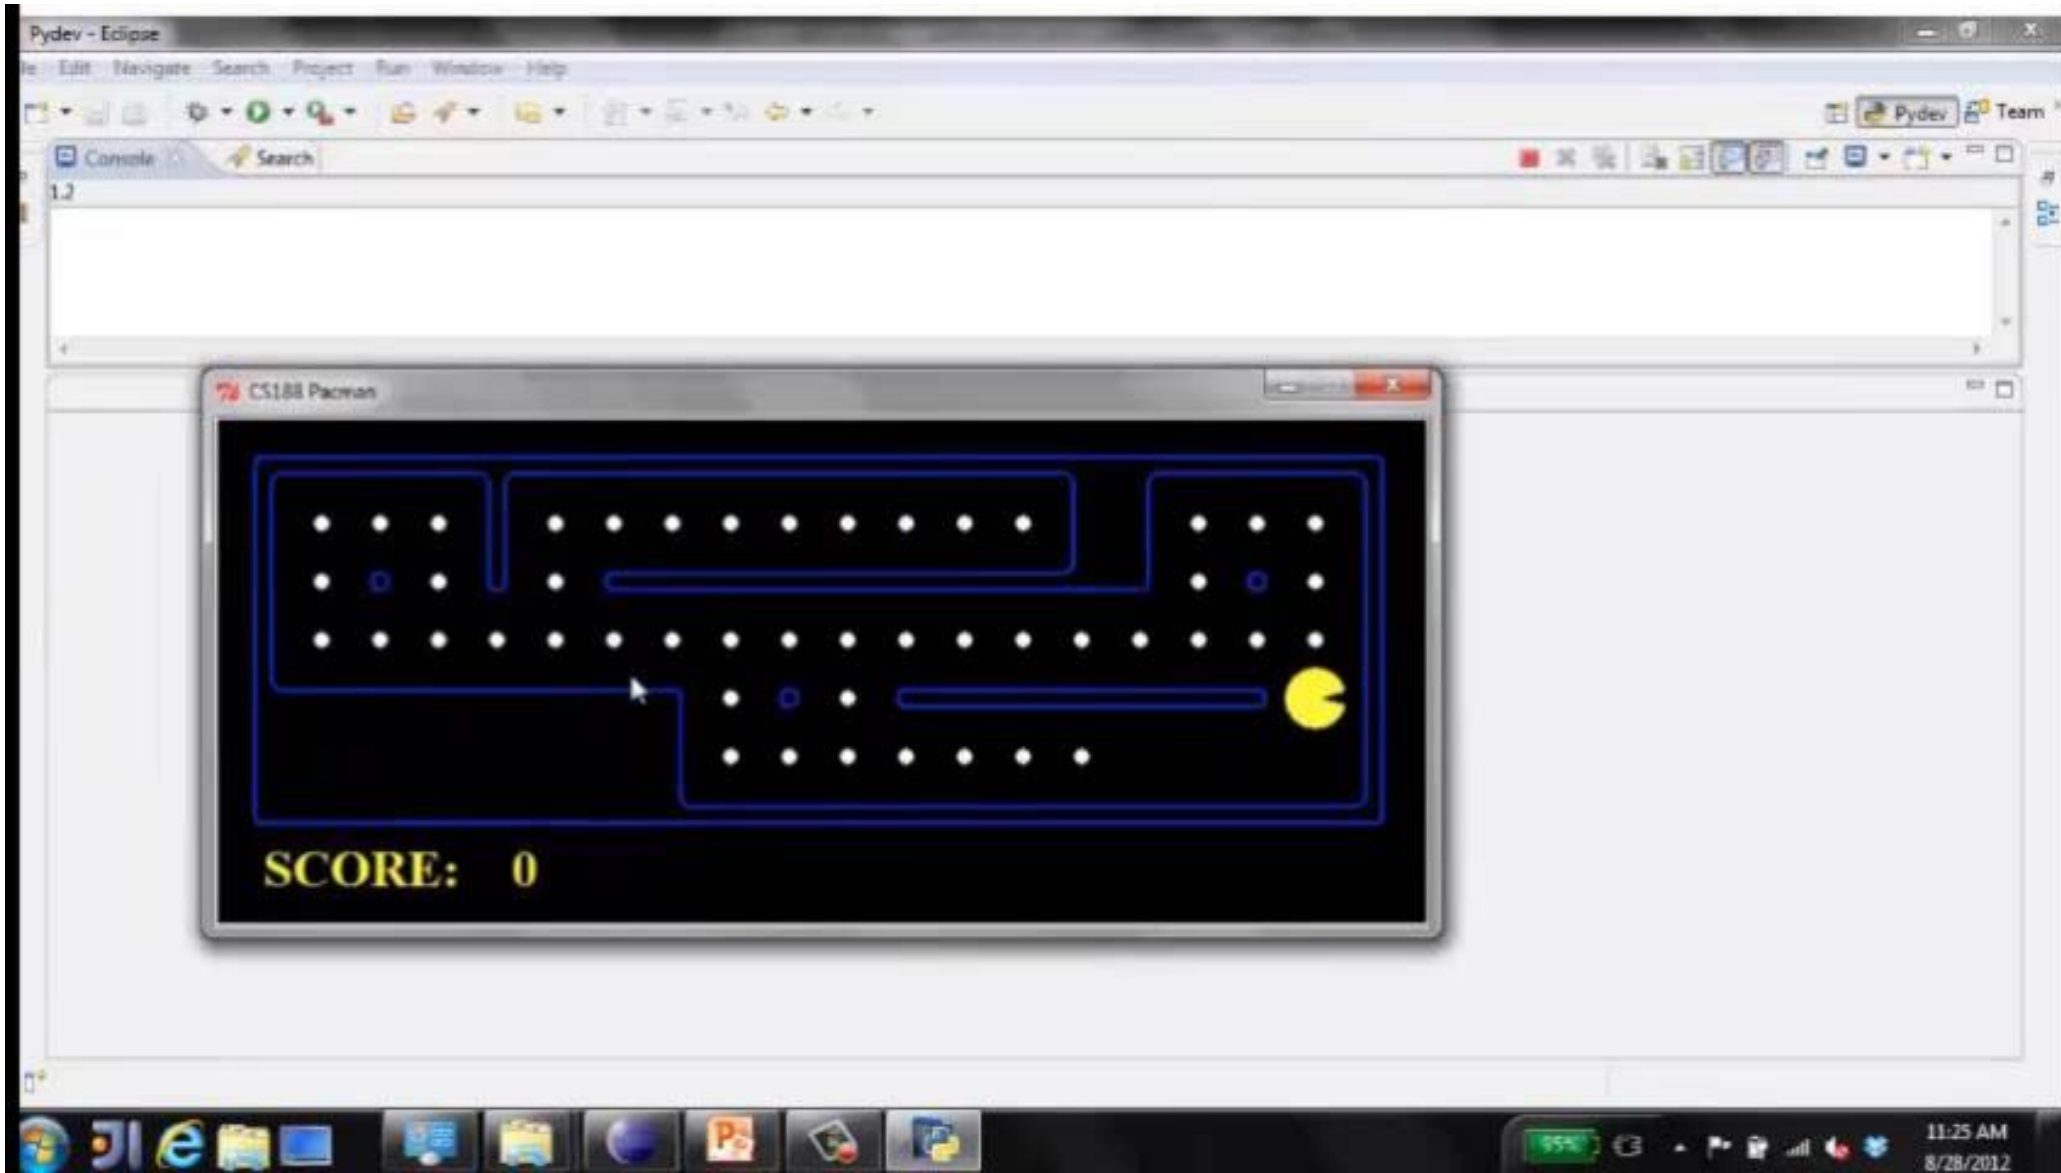 Pydev - Eclipse
Edit Navigate Search Project Run Window Help
Pydev Team
Console Search
1.2
CS188 Pacman
SCORE: 0
95%
11:25 AM
8/28/2012